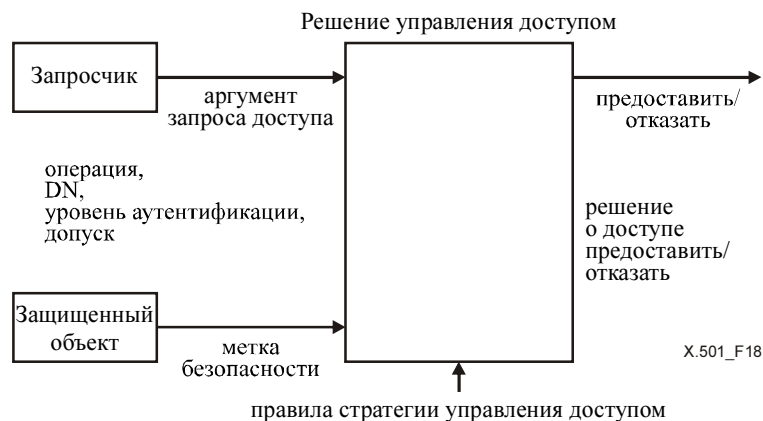 Решение управления доступом
Запросчик
аргумент
запроса доступа
предоставить/
отказать
операция,
DN,
уровень аутентификации,
допуск
решение
о доступе
предоставить/
отказать
Защищенный
объект
метка
безопасности
X.501_F18
правила стратегии управления доступом